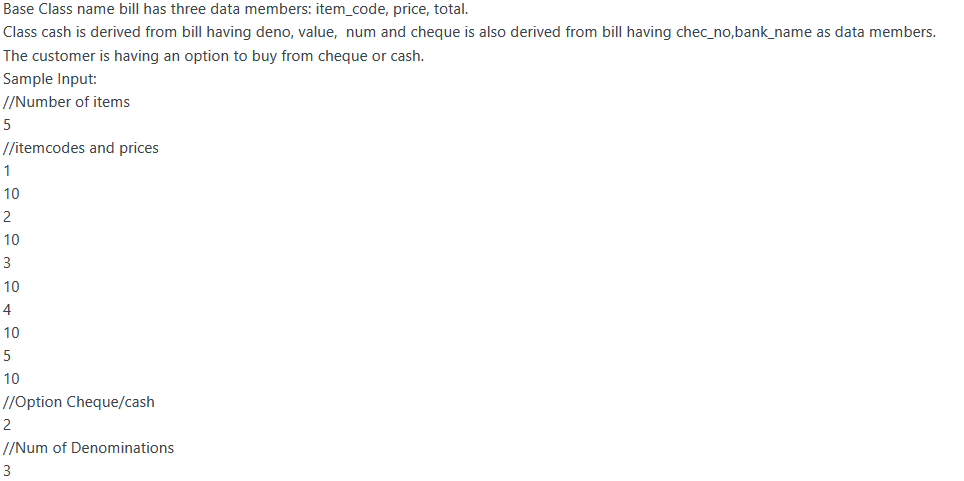 Base Class name bill has three data members: item_code, price, total.
Class cash is derived from bill having deno, value,  num and cheque is also derived from bill having chec_no,bank_name as data members.
The customer is having an option to buy from cheque or cash.
Sample Input:
//Number of items
5
//itemcodes and prices
1
10
2
10
3
10
4
10
5
10
//Option Cheque/cash
2
//Num of Denominations
3